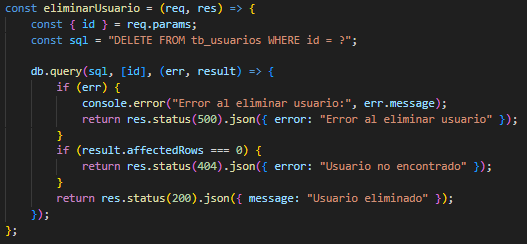 const eliminarUsuario = (req, res) => {
    const { id } = req.params;
    const sql = "DELETE FROM tb_usuarios WHERE id = ?";

    db.query(sql, [id], (err, result) => {
        if (err) {
            console.error("Error al eliminar usuario:", err.message);
            return res.status(500).json({ error: "Error al eliminar usuario" });
        }
        if (result.affectedRows === 0) {
            return res.status(404).json({ error: "Usuario no encontrado" });
        }
        return res.status(200).json({ message: "Usuario eliminado" });
    });
};